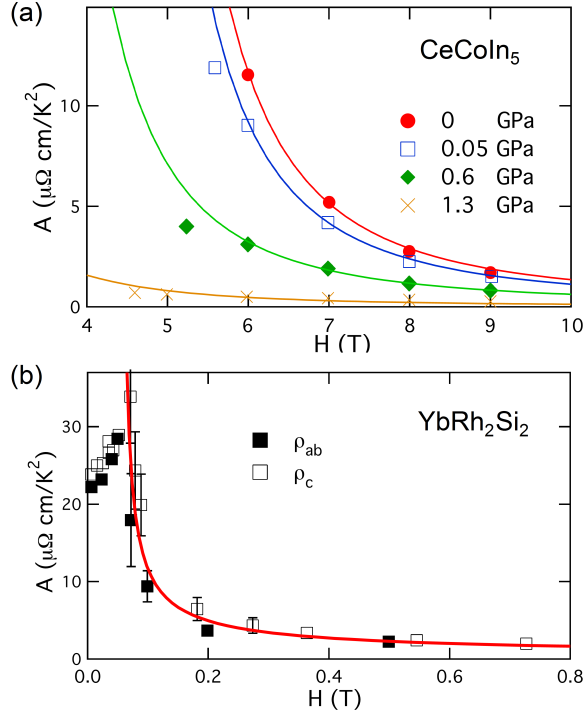 (a)
CeCoIn₅
A (μΩ cm/K²)
10
5
0
0 GPa
0.05 GPa
0.6 GPa
1.3 GPa
4 5 6 7 8 9 10
H (T)
(b)
YbRh₂Si₂
A (μΩ cm/K²)
30
20
10
0
ρab
ρc
0.0 0.2 0.4 0.6 0.8
H (T)